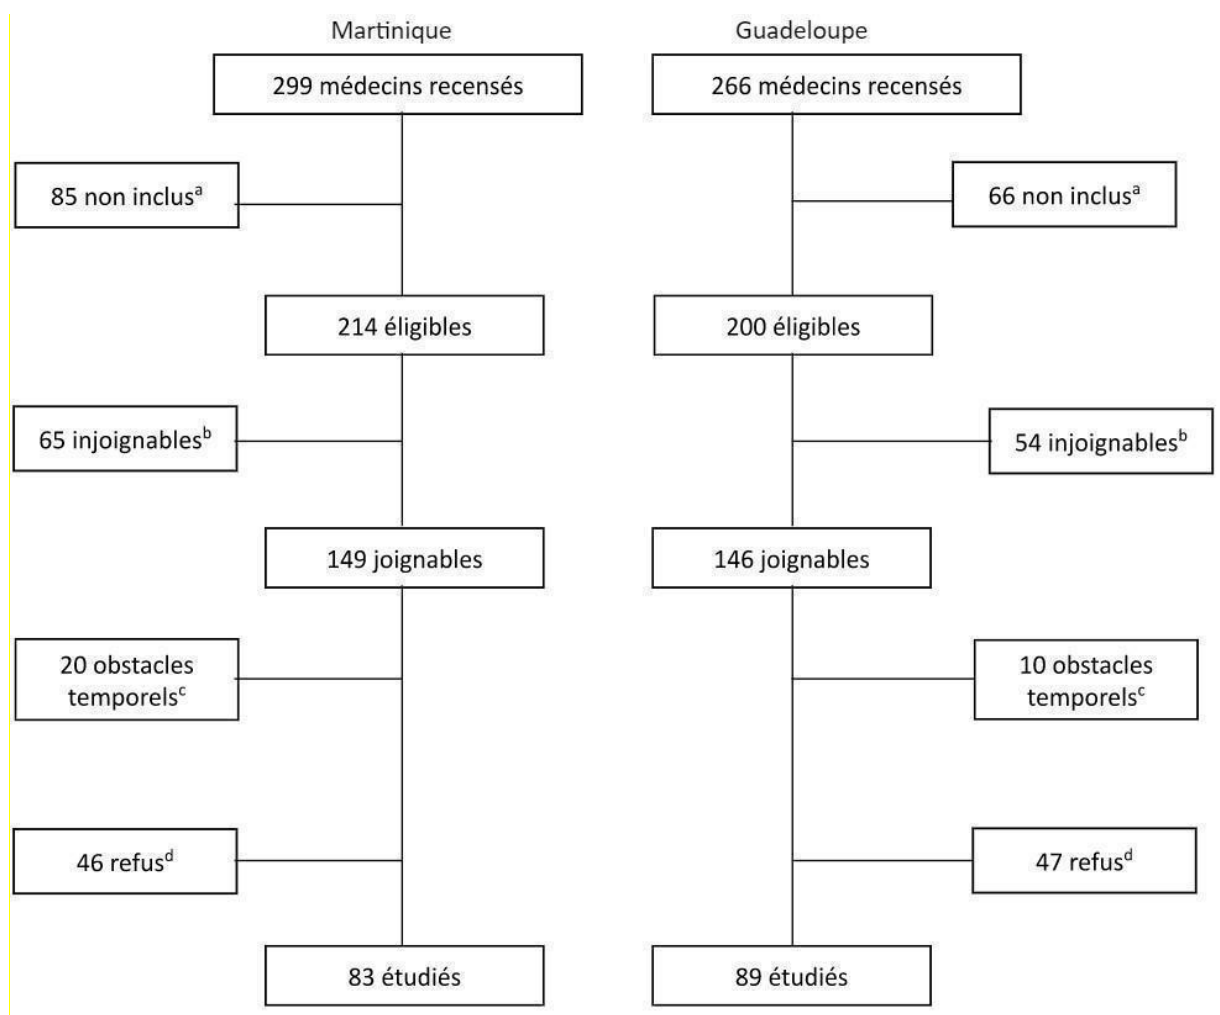 Martinique
Guadeloupe
299 médecins recensés
266 médecins recensés
85 non inclusᵃ
66 non inclusᵃ
214 éligibles
200 éligibles
65 injoignablesᵇ
54 injoignablesᵇ
149 joignables
146 joignables
20 obstacles
temporelsᶜ
10 obstacles
temporelsᶜ
46 refusᵈ
47 refusᵈ
83 étudiés
89 étudiés